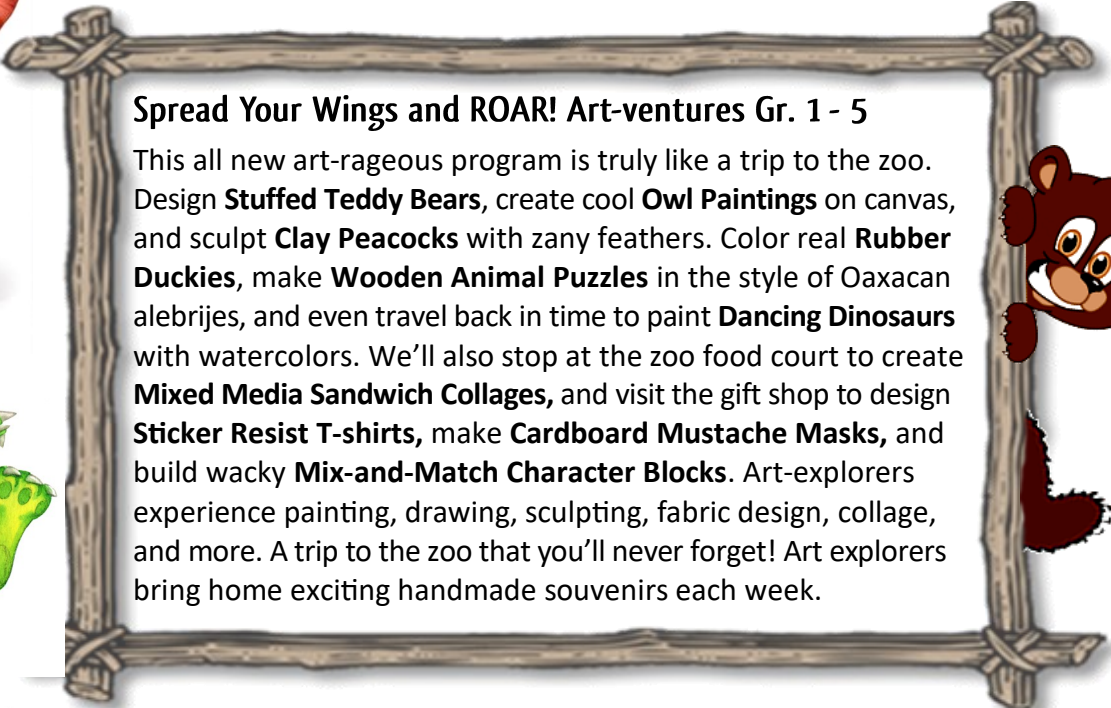 Spread Your Wings and ROAR! Art-ventures Gr. 1 - 5
This all new art-rageous program is truly like a trip to the zoo.
Design Stuffed Teddy Bears, create cool Owl Paintings on canvas,
and sculpt Clay Peacocks with zany feathers. Color real Rubber
Duckies, make Wooden Animal Puzzles in the style of Oaxacan
alebrijes, and even travel back in time to paint Dancing Dinosaurs
with watercolors. We’ll also stop at the zoo food court to create
Mixed Media Sandwich Collages, and visit the gift shop to design
Sticker Resist T-shirts, make Cardboard Mustache Masks, and
build wacky Mix-and-Match Character Blocks. Art-explorers
experience painting, drawing, sculpting, fabric design, collage,
and more. A trip to the zoo that you’ll never forget! Art explorers
bring home exciting handmade souvenirs each week.